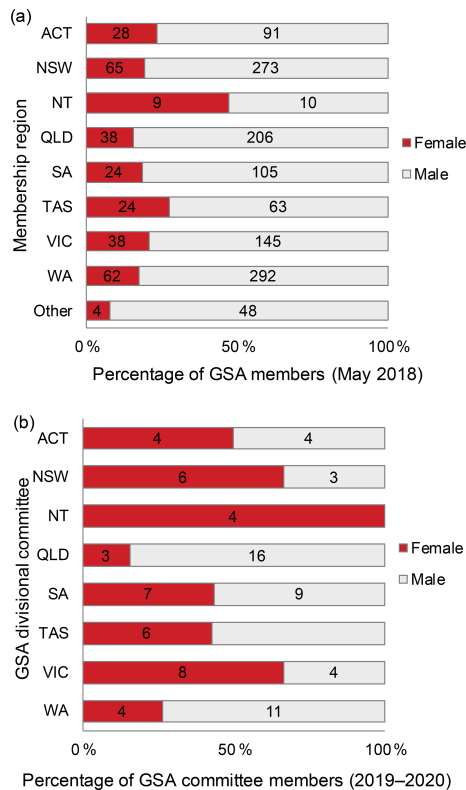 (a)
Membership region
ACT 28 91
NSW 65 273
NT 9 10
QLD 38 206
SA 24 105
TAS 24 63
VIC 38 145
WA 62 292
Other 4 48
Female
Male
0 % 50 % 100 %
Percentage of GSA members (May 2018)
(b)
GSA divisional committee
ACT 4 4
NSW 6 3
NT 4
QLD 3 16
SA 7 9
TAS 6
VIC 8 4
WA 4 11
Female
Male
0 % 50 % 100 %
Percentage of GSA committee members (2019–2020)